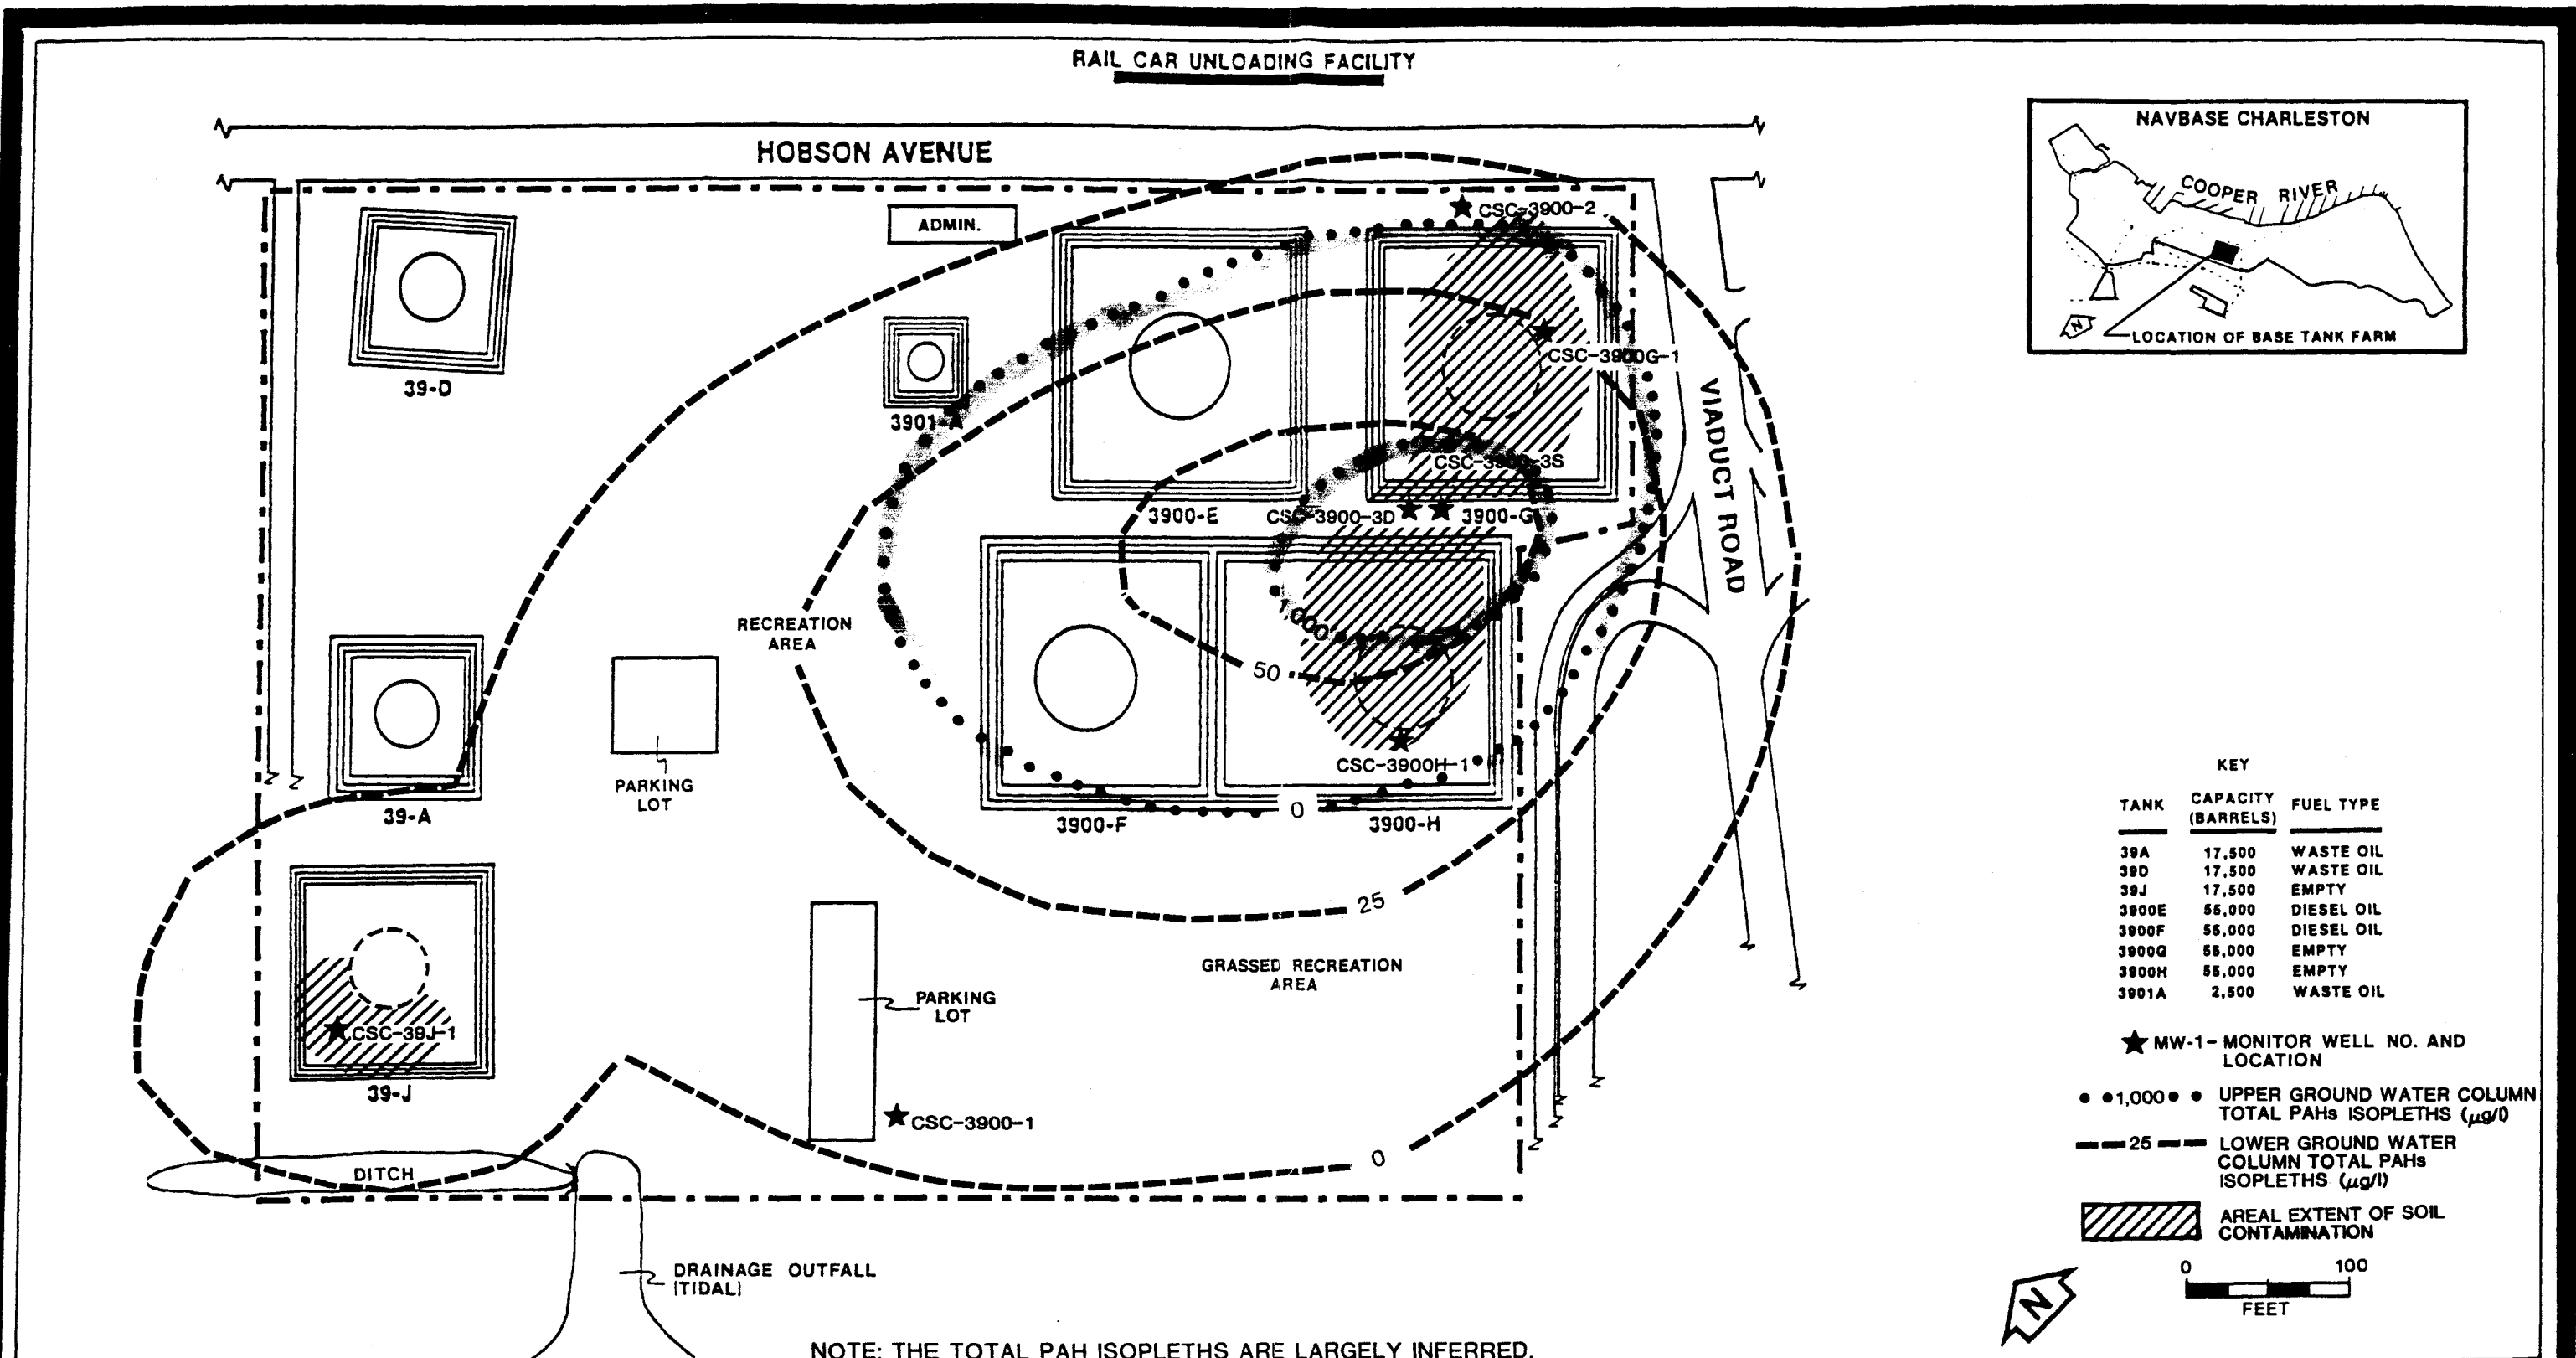 RAIL CAR UNLOADING FACILITY
HOBSON AVENUE
NAVBASE CHARLESTON
COOPER RIVER
N
LOCATION OF BASE TANK FARM
ADMIN.
CSC-3900-2
39-D
3901-A
CSC-3900G-1
VIADUCT ROAD
CSC-3900-3S
3900-E
CSC-3900-3D
3900-G
RECREATION
AREA
1,000
50
PARKING
LOT
CSC-3900H-1
39-A
3900-F
0
3900-H
25
GRASSED RECREATION
AREA
PARKING
LOT
CSC-39J-1
39-J
CSC-3900-1
0
DITCH
DRAINAGE OUTFALL
(TIDAL)
KEY
TANK CAPACITY (BARRELS) FUEL TYPE
39A 17,500 WASTE OIL
39D 17,500 WASTE OIL
39J 17,500 EMPTY
3900E 55,000 DIESEL OIL
3900F 55,000 DIESEL OIL
3900G 55,000 EMPTY
3900H 55,000 EMPTY
3901A 2,500 WASTE OIL
MW-1- MONITOR WELL NO. AND
LOCATION
1,000 UPPER GROUND WATER COLUMN
TOTAL PAHs ISOPLETHS (µg/l)
25 LOWER GROUND WATER
COLUMN TOTAL PAHs
ISOPLETHS (µg/l)
AREAL EXTENT OF SOIL
CONTAMINATION
N
0 100
FEET
NOTE: THE TOTAL PAH ISOPLETHS ARE LARGELY INFERRED.